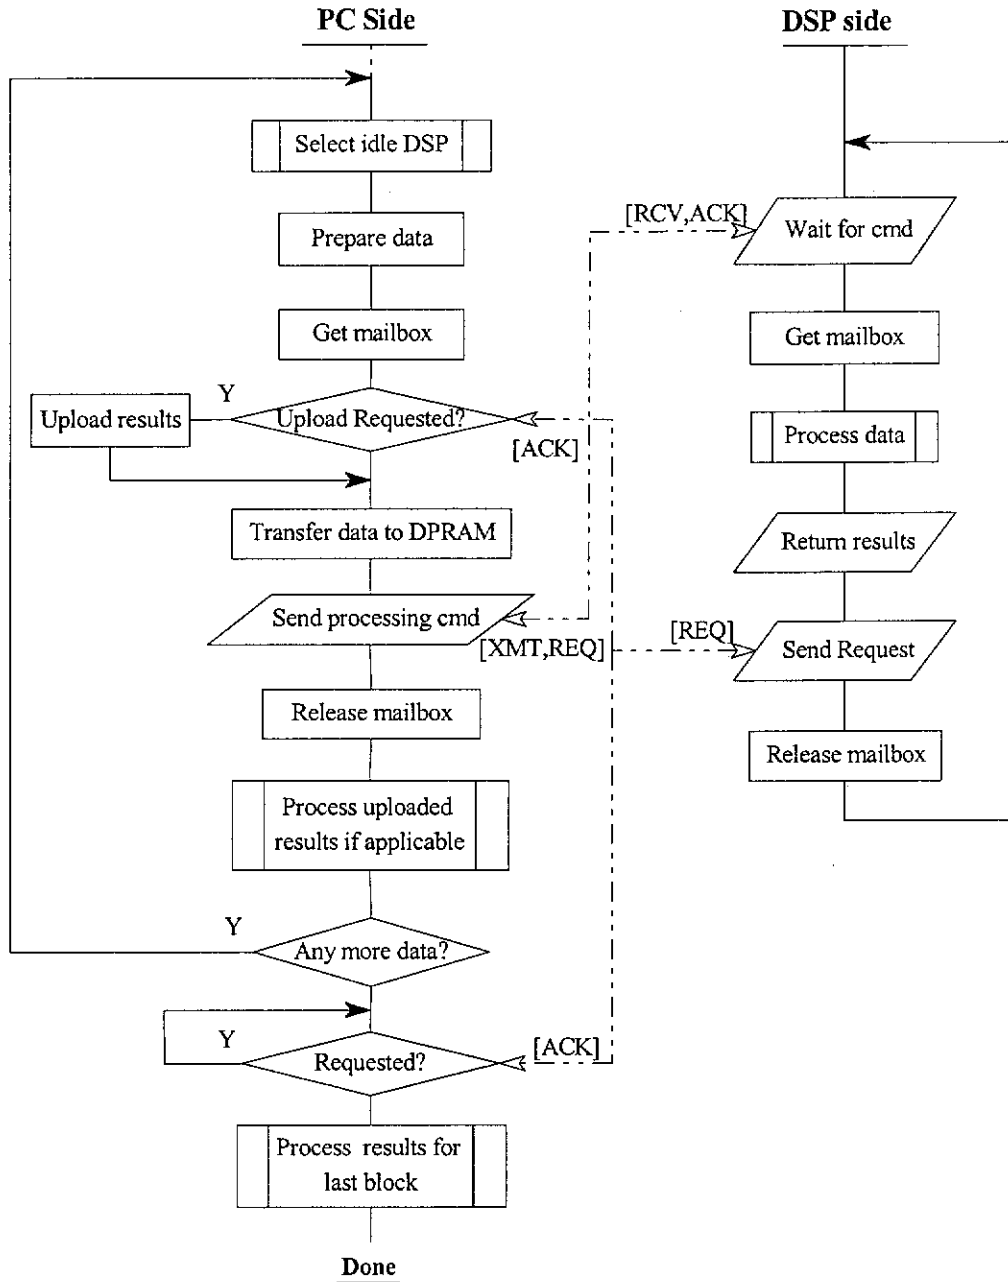 PC Side
Select idle DSP
Prepare data
Get mailbox
Y
Upload Requested?
Upload results
[ACK]
Transfer data to DPRAM
Send processing cmd
[XMT,REQ]
Release mailbox
Process uploaded
results if applicable
Y
Any more data?
Y
Requested?
[ACK]
Process results for
last block
Done
DSP side
[RCV,ACK]
Wait for cmd
Get mailbox
Process data
Return results
[REQ]
Send Request
Release mailbox